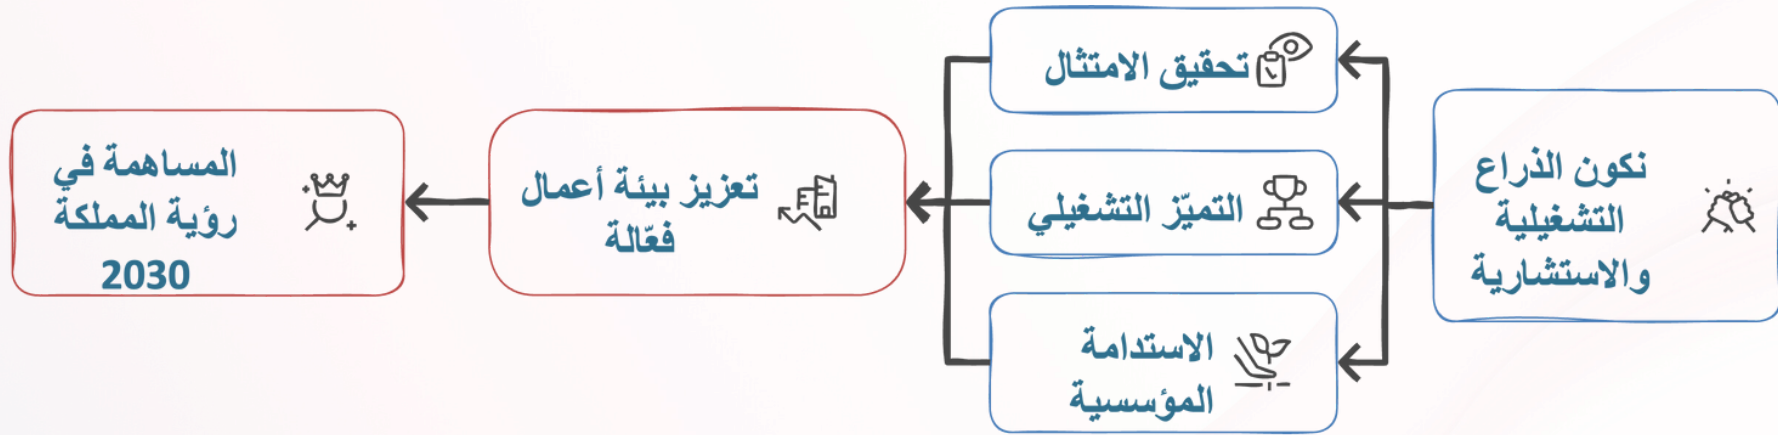 نكون الذراع
التشغيلية
والاستشارية
تحقيق الامتثال
التميّز التشغيلي
الاستدامة
المؤسسية
تعزيز بيئة أعمال
فعّالة
المساهمة في
رؤية المملكة
2030